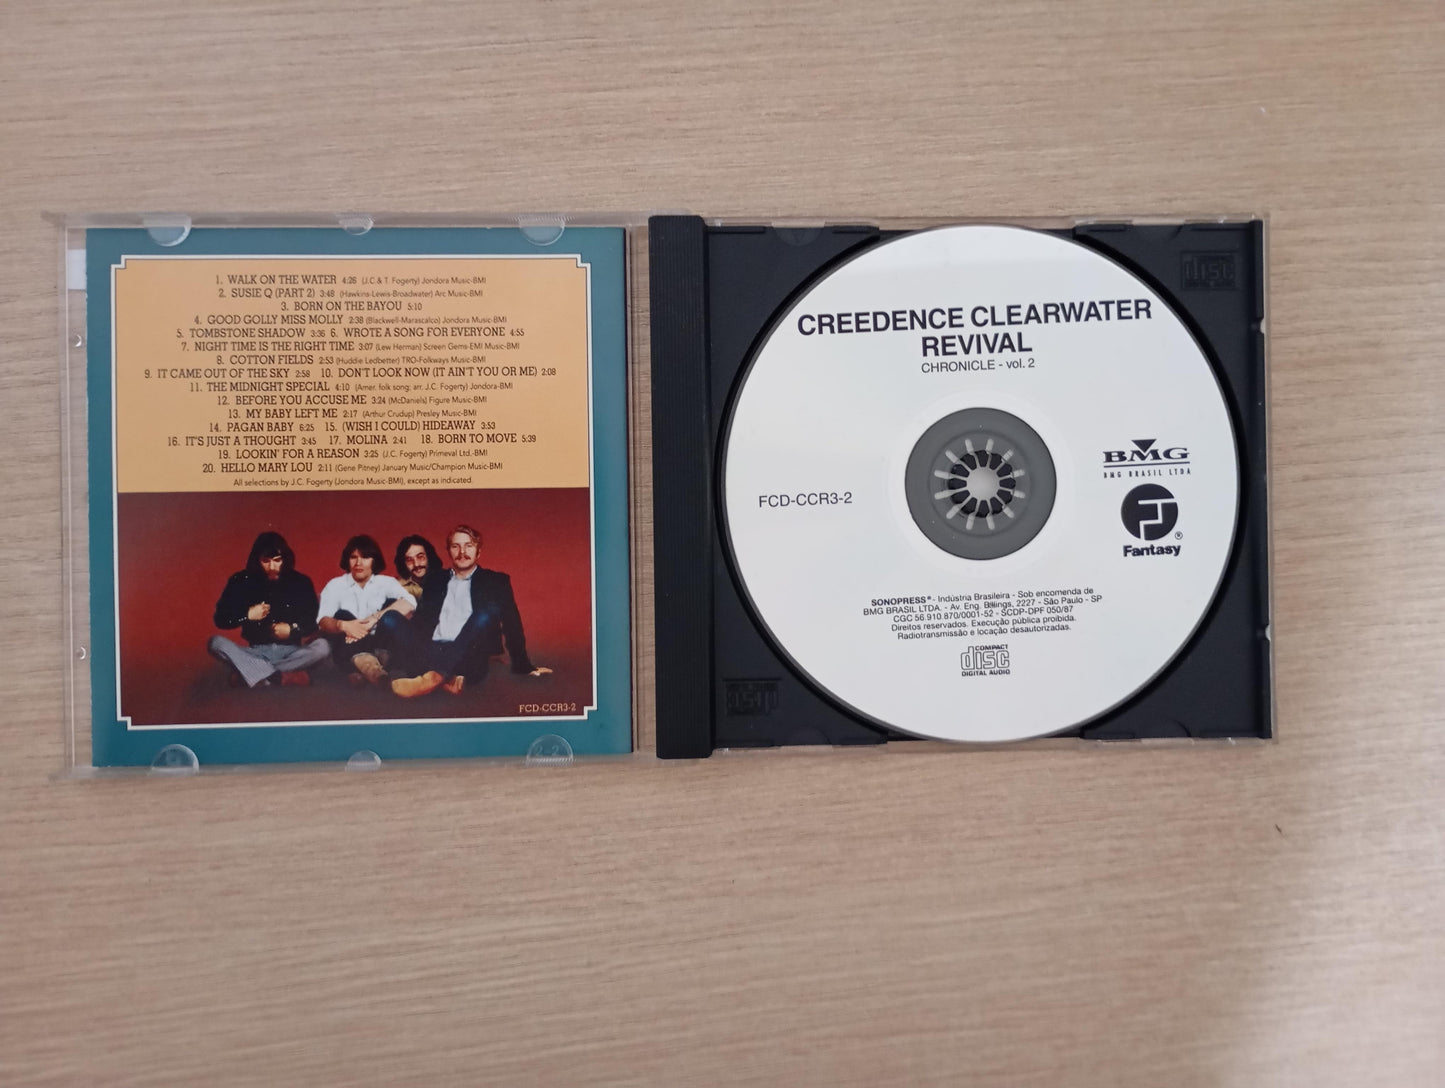 1. WALK ON THE WATER 4:26 (J.C.& T. Fogerty) Jondora Music-BMI
2. SUSIE Q (PART 2) 3:48 (Hawkins-Lewis-Broadwater) Arc Music-BMI
3. BORN ON THE BAYOU 5:10
4. GOOD GOLLY MISS MOLLY 2:38 (Blackwell-Marascalco) Jondora Music-BMI
5. TOMBSTONE SHADOW 3:36 6. WROTE A SONG FOR EVERYONE 4:55
7. NIGHT TIME IS THE RIGHT TIME 3:07 (Lew Herman) Screen Gems-EMI Music-BMI
8. COTTON FIELDS 2:53 (Huddie Ledbetter) TRO-Folkways Music-BMI
9. IT CAME OUT OF THE SKY 2:58 10. DON'T LOOK NOW (IT AIN'T YOU OR ME) 2:08
11. THE MIDNIGHT SPECIAL 4:10 (Amer. folk song; arr. J.C. Fogerty) Jondora-BMI
12. BEFORE YOU ACCUSE ME 3:24 (McDaniels) Figure Music-BMI
13. MY BABY LEFT ME 2:17 (Arthur Crudup) Presley Music-BMI
14. PAGAN BABY 6:25 15. (WISH I COULD) HIDEAWAY 3:53
16. IT'S JUST A THOUGHT 3:45 17. MOLINA 2:41 18. BORN TO MOVE 5:39
19. LOOKIN' FOR A REASON 3:25 (J.C. Fogerty) Primeval Ltd.-BMI
20. HELLO MARY LOU 2:11 (Gene Pitney) January Music/Champion Music-BMI
All selections by J.C. Fogerty (Jondora Music-BMI), except as indicated.
FCD-CCR3-2
CREEDENCE CLEARWATER
REVIVAL
CHRONICLE - vol. 2
FCD-CCR3-2
BMG
BMG BRASIL LTDA
Fantasy ®
SONOPRESS® - Indústria Brasileira - Sob encomenda de
BMG BRASIL LTDA. - Av. Eng. Billings, 2227 - São Paulo - SP
CGC 56.910.870/0001-52 - SCDP-DPF 050/87
Direitos reservados. Execução pública proibida.
Radiotransmissão e locação desautorizadas.
COMPACT
disc
DIGITAL AUDIO
disc
DIGITAL AUDIO